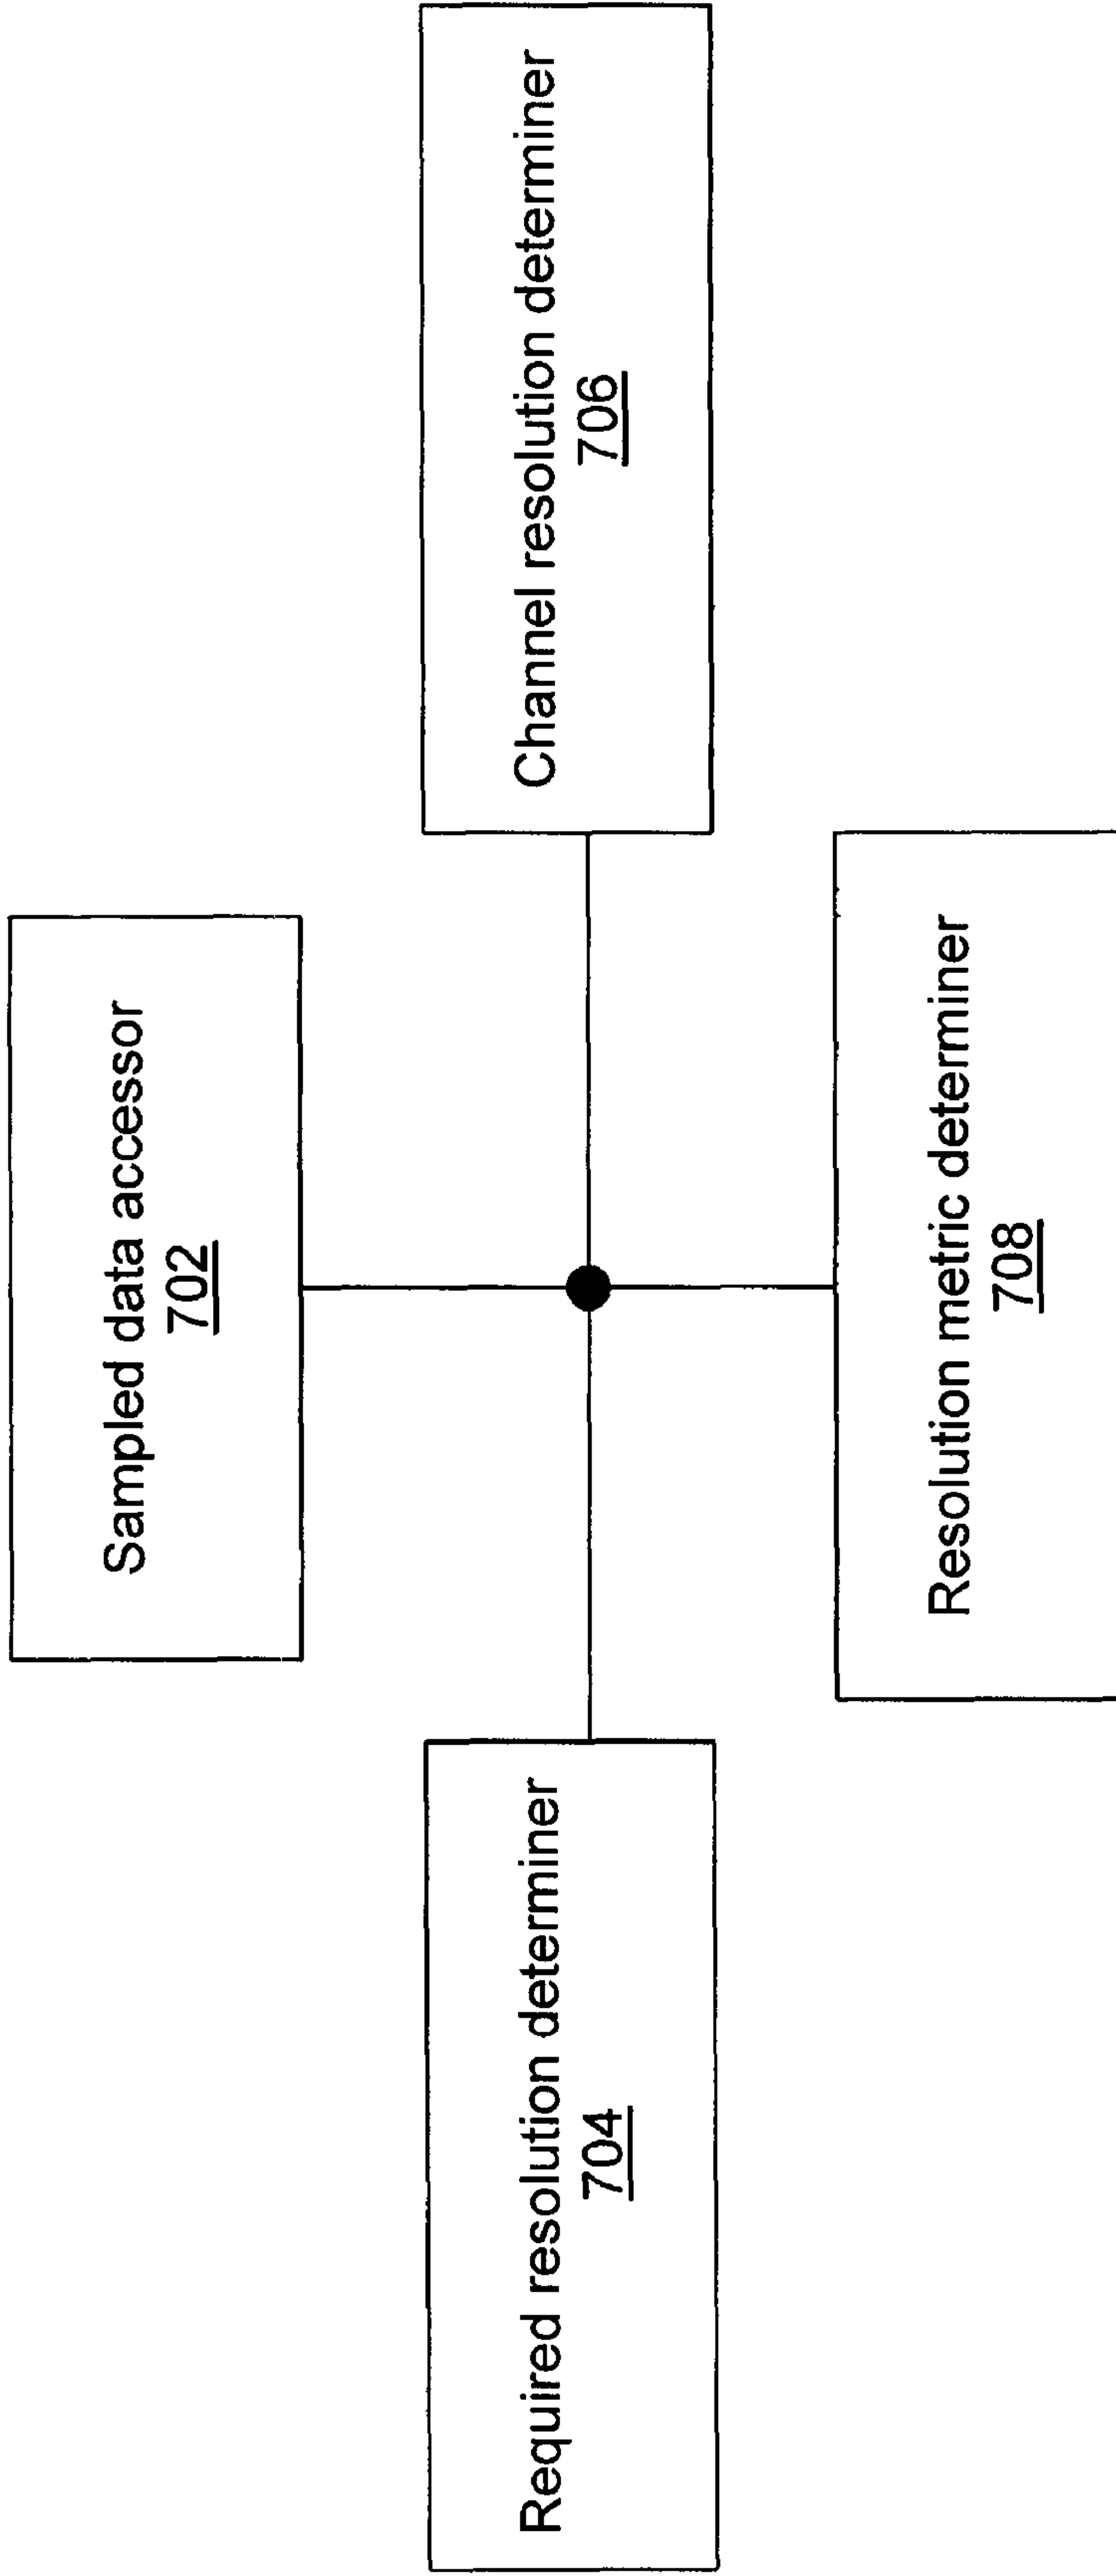 Sampled data accessor
702
Required resolution determiner
704
Channel resolution determiner
706
Resolution metric determiner
708